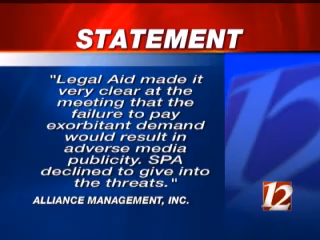 STATEMENT
"Legal Aid made it
very clear at the
meeting that the
failure to pay
exorbitant demand
would result in
adverse media
publicity. SPA
declined to give into
the threats."
ALLIANCE MANAGEMENT, INC.
12